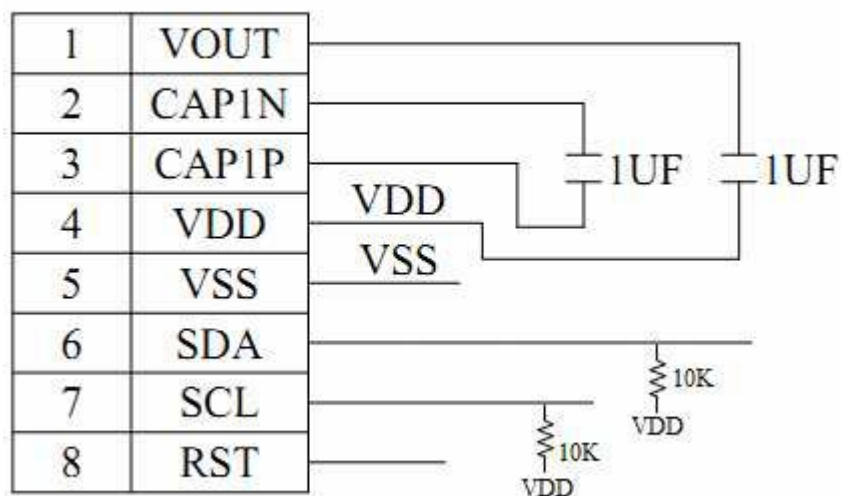 1 VOUT
2 CAP1N
3 CAP1P
1UF 1UF
4 VDD VDD
5 VSS VSS
6 SDA
10K
VDD
7 SCL
10K
VDD
8 RST